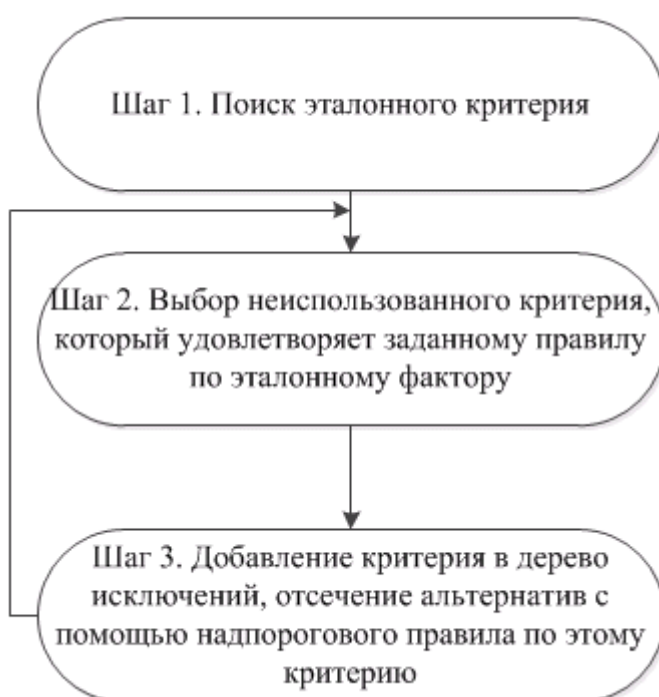 Шаг 1. Поиск эталонного критерия
Шаг 2. Выбор неиспользованного критерия,
который удовлетворяет заданному правилу
по эталонному фактору
Шаг 3. Добавление критерия в дерево
исключений, отсечение альтернатив с
помощью надпорогового правила по этому
критерию